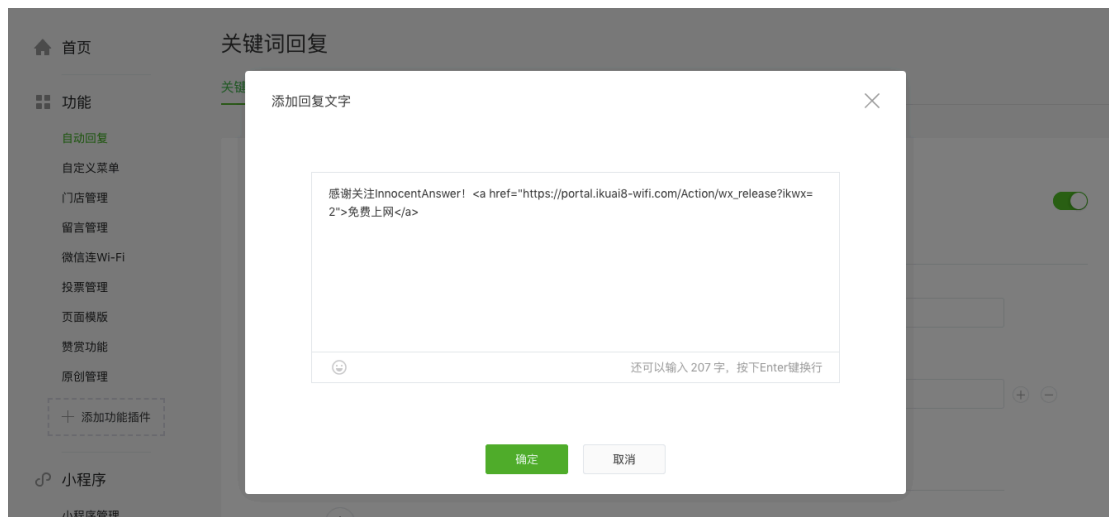 首页
关键词回复
功能
关键
添加回复文字
自动回复
自定义菜单
门店管理
留言管理
微信连Wi-Fi
投票管理
页面模版
赞赏功能
原创管理
添加功能插件
小程序
小程序管理
感谢关注InnocentAnswer！<a href="https://portal.ikuai8-wifi.com/Action/wx_release?ikwx=
2">免费上网</a>
还可以输入 207 字，按下Enter键换行
确定
取消